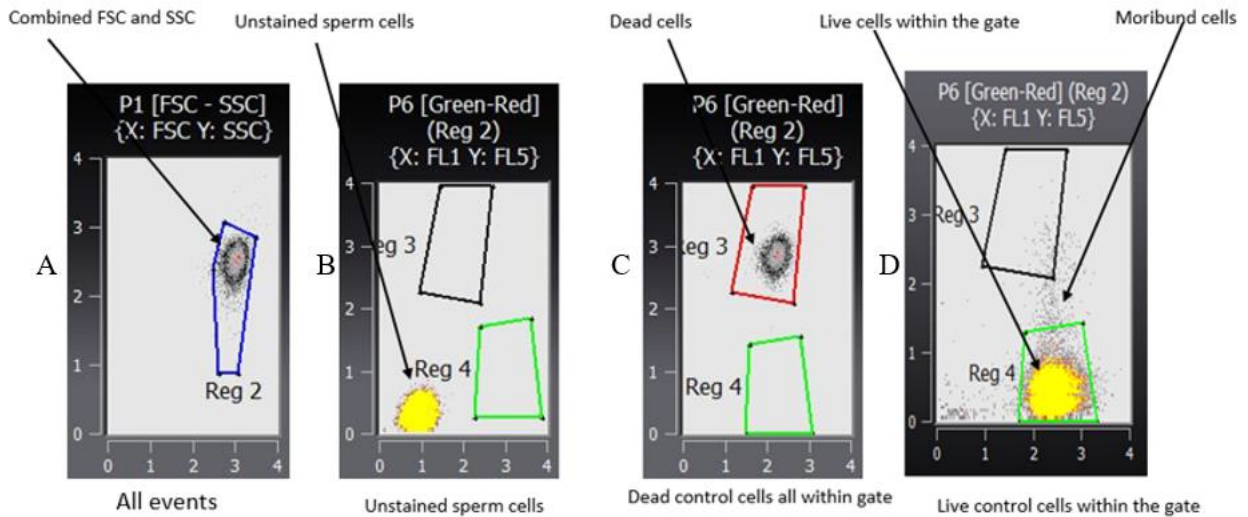 Combined FSC and SSC
Unstained sperm cells
Dead cells
Live cells within the gate
Moribund cells
A
P1 [FSC - SSC]
{X: FSC Y: SSC}
4
3
2
1
0
Reg 2
0 1 2 3 4
All events
B
P6 [Green-Red]
(Reg 2)
{X: FL1 Y: FL5}
4
3
2
1
0
eg 3
Reg 4
0 1 2 3 4
Unstained sperm cells
C
P6 [Green-Red]
(Reg 2)
{X: FL1 Y: FL5}
4
3
2
1
0
eg 3
Reg 4
0 1 2 3 4
Dead control cells all within gate
D
P6 [Green-Red] (Reg 2)
{X: FL1 Y: FL5}
4
3
2
1
0
Reg 3
Reg 4
0 1 2 3 4
Live control cells within the gate